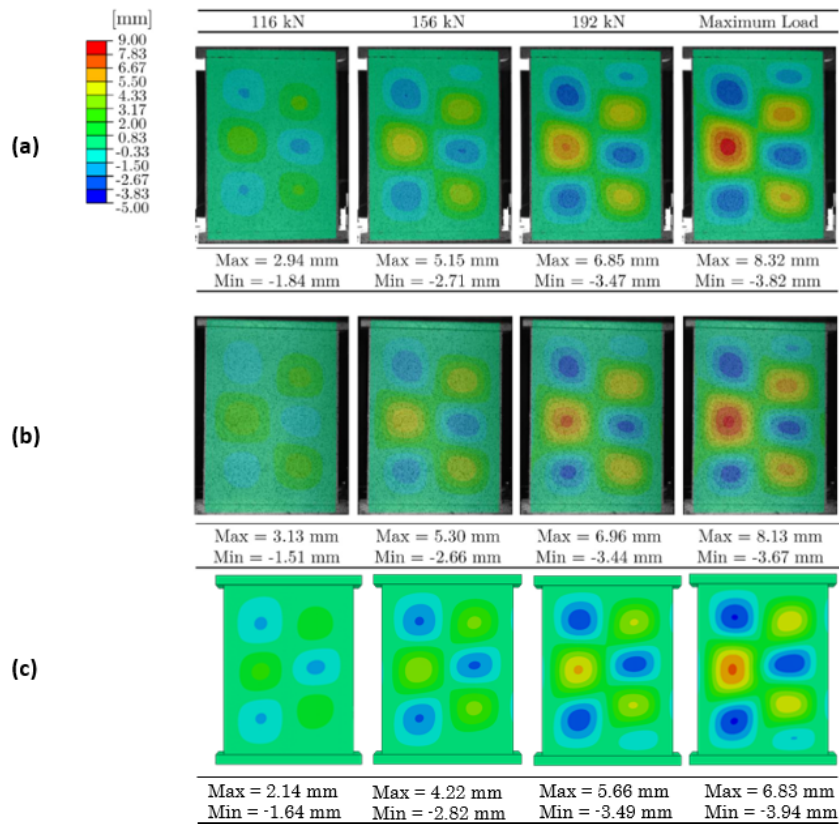 [mm]
116 kN 156 kN 192 kN Maximum Load
9.00
7.83
6.67
5.50
4.33
3.17
2.00
0.83
-0.33
-1.50
-2.67
-3.83
-5.00
(a)
Max = 2.94 mm Max = 5.15 mm Max = 6.85 mm Max = 8.32 mm
Min = -1.84 mm Min = -2.71 mm Min = -3.47 mm Min = -3.82 mm
(b)
Max = 3.13 mm Max = 5.30 mm Max = 6.96 mm Max = 8.13 mm
Min = -1.51 mm Min = -2.66 mm Min = -3.44 mm Min = -3.67 mm
(c)
Max = 2.14 mm Max = 4.22 mm Max = 5.66 mm Max = 6.83 mm
Min = -1.64 mm Min = -2.82 mm Min = -3.49 mm Min = -3.94 mm